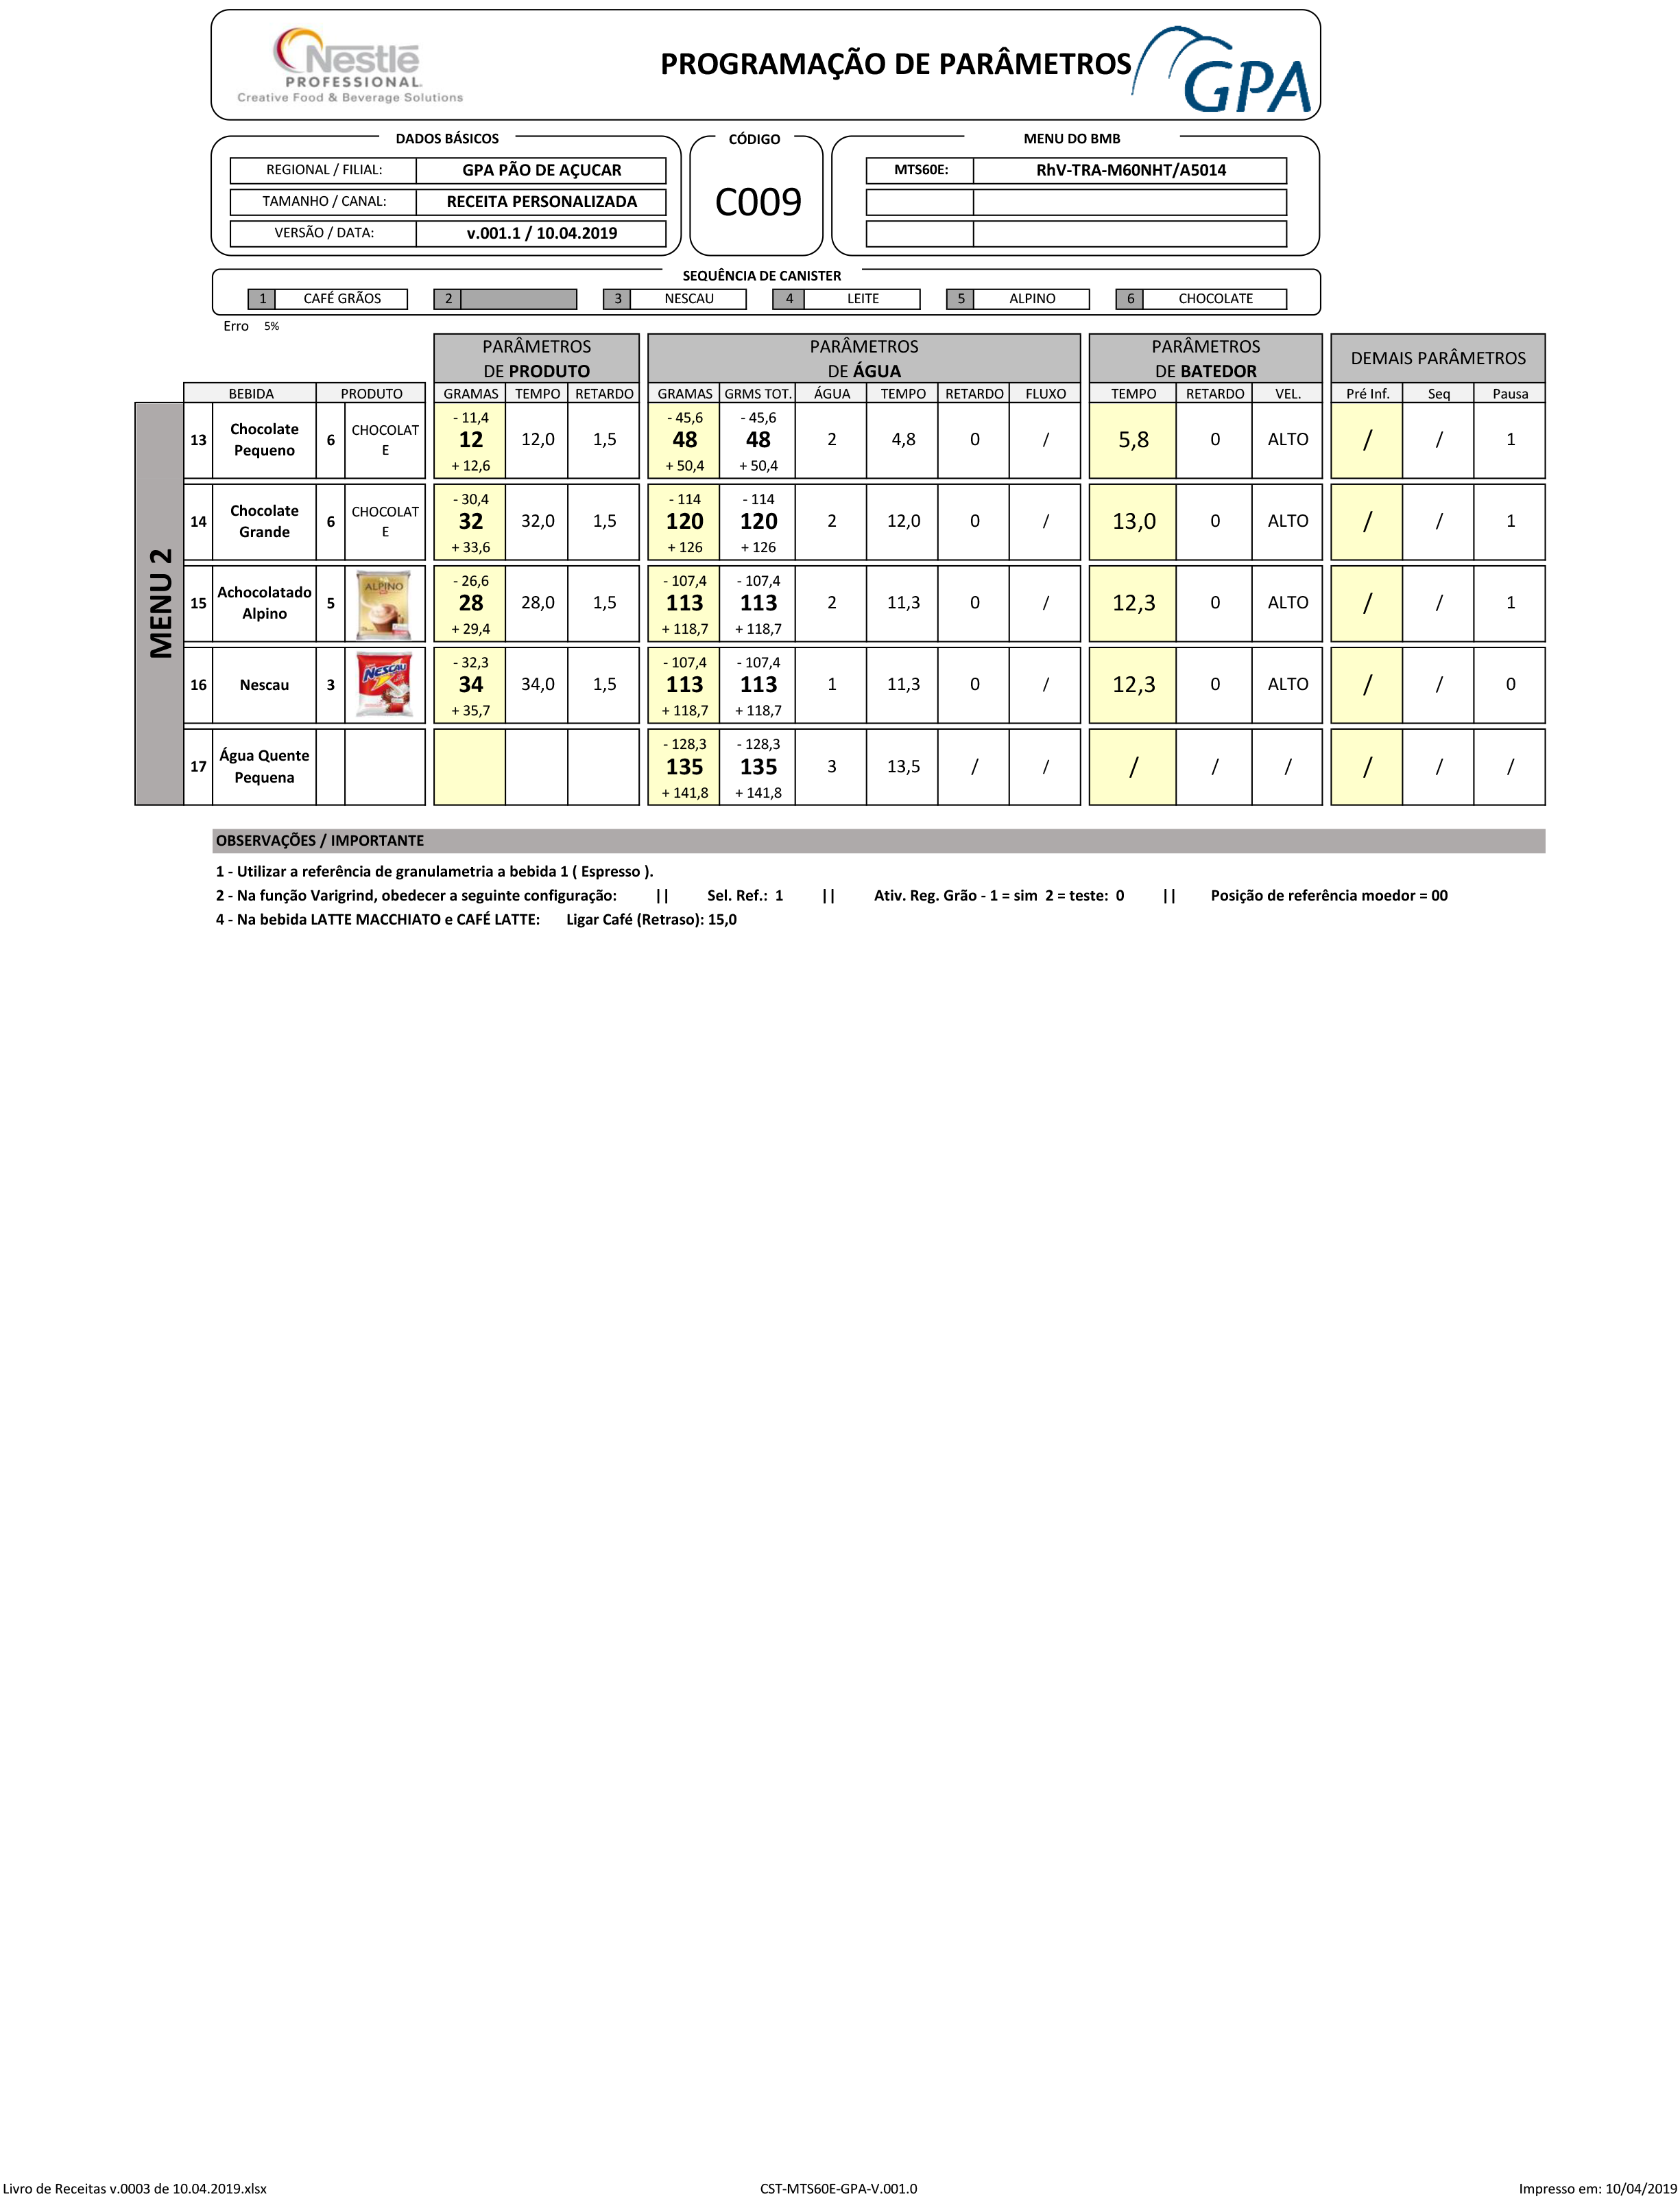 Nestlē
PROFESSIONAL.
Creative Food & Beverage Solutions
PROGRAMAÇÃO DE PARÂMETROS
GPA
DADOS BÁSICOS
REGIONAL / FILIAL: GPA PÃO DE AÇUCAR
TAMANHO / CANAL: RECEITA PERSONALIZADA
VERSÃO / DATA: v.001.1 / 10.04.2019
CÓDIGO
C009
MENU DO BMB
MTS60E: RhV-TRA-M60NHT/A5014
SEQUÊNCIA DE CANISTER
1 CAFÉ GRÃOS 2 3 NESCAU 4 LEITE 5 ALPINO 6 CHOCOLATE
Erro 5%
PARÂMETROS DE PRODUTO PARÂMETROS DE ÁGUA PARÂMETROS DE BATEDOR DEMAIS PARÂMETROS
BEBIDA PRODUTO GRAMAS TEMPO RETARDO GRAMAS GRMS TOT. ÁGUA TEMPO RETARDO FLUXO TEMPO RETARDO VEL. Pré Inf. Seq Pausa
MENU 2
- 11,4 - 45,6 - 45,6
13 Chocolate Pequeno 6 CHOCOLATE 12 12,0 1,5 48 48 2 4,8 0 / 5,8 0 ALTO / / 1
+ 12,6 + 50,4 + 50,4
- 30,4 - 114 - 114
14 Chocolate Grande 6 CHOCOLATE 32 32,0 1,5 120 120 2 12,0 0 / 13,0 0 ALTO / / 1
+ 33,6 + 126 + 126
- 26,6 - 107,4 - 107,4
15 Achocolatado Alpino 5 ALPINO 28 28,0 1,5 113 113 2 11,3 0 / 12,3 0 ALTO / / 1
+ 29,4 + 118,7 + 118,7
- 32,3 - 107,4 - 107,4
16 Nescau 3 NESCAU 34 34,0 1,5 113 113 1 11,3 0 / 12,3 0 ALTO / / 0
+ 35,7 + 118,7 + 118,7
- 128,3 - 128,3
17 Água Quente Pequena 135 135 3 13,5 / / / / / / / /
+ 141,8 + 141,8
OBSERVAÇÕES / IMPORTANTE
1 - Utilizar a referência de granulametria a bebida 1 ( Espresso ).
2 - Na função Varigrind, obedecer a seguinte configuração: || Sel. Ref.: 1 || Ativ. Reg. Grão - 1 = sim 2 = teste: 0 || Posição de referência moedor = 00
4 - Na bebida LATTE MACCHIATO e CAFÉ LATTE: Ligar Café (Retraso): 15,0
Livro de Receitas v.0003 de 10.04.2019.xlsx CST-MTS60E-GPA-V.001.0 Impresso em: 10/04/2019